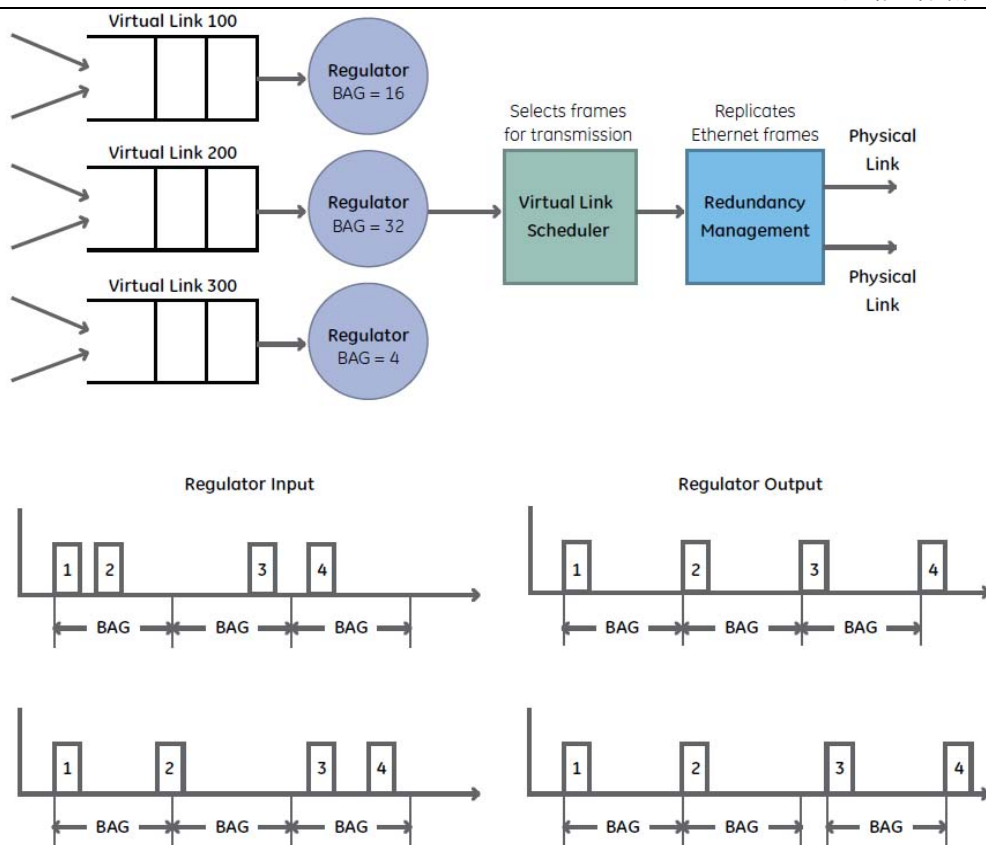 Virtual Link 100
Regulator
BAG = 16
Selects frames
for transmission
Replicates
Ethernet frames
Physical
Link
Virtual Link 200
Regulator
BAG = 32
Virtual Link
Scheduler
Redundancy
Management
Physical
Link
Virtual Link 300
Regulator
BAG = 4
Regulator Input
Regulator Output
1 2 3 4
BAG BAG BAG
1 2 3 4
BAG BAG BAG
1 2 3 4
BAG BAG BAG
1 2 3 4
BAG BAG BAG